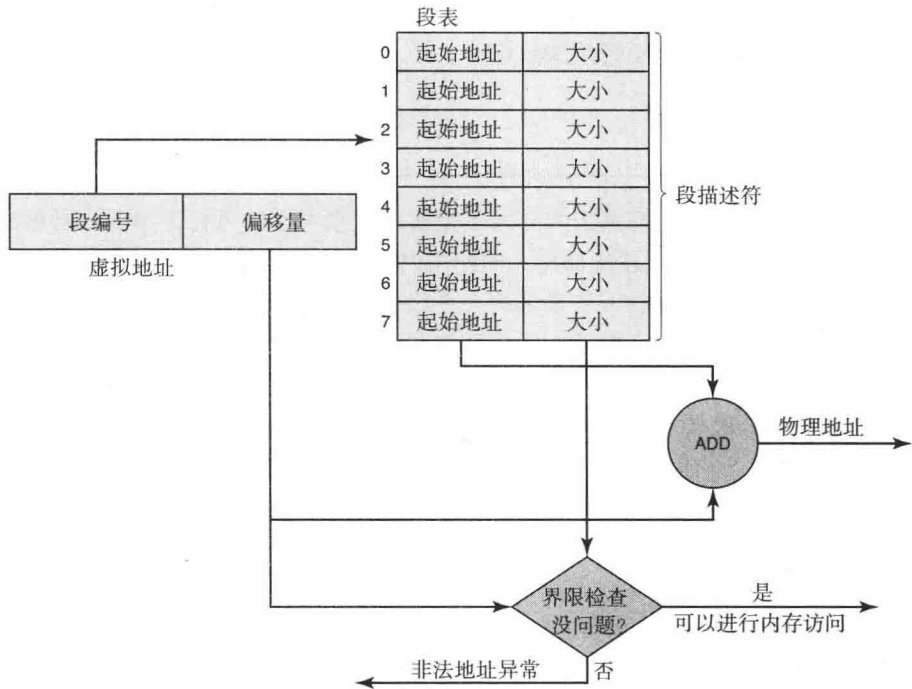 段表
0 起始地址 大小
1 起始地址 大小
2 起始地址 大小
3 起始地址 大小
4 起始地址 大小
5 起始地址 大小
6 起始地址 大小
7 起始地址 大小
段描述符
段编号 偏移量
虚拟地址
ADD
物理地址
界限检查
没问题?
是
可以进行内存访问
否
非法地址异常